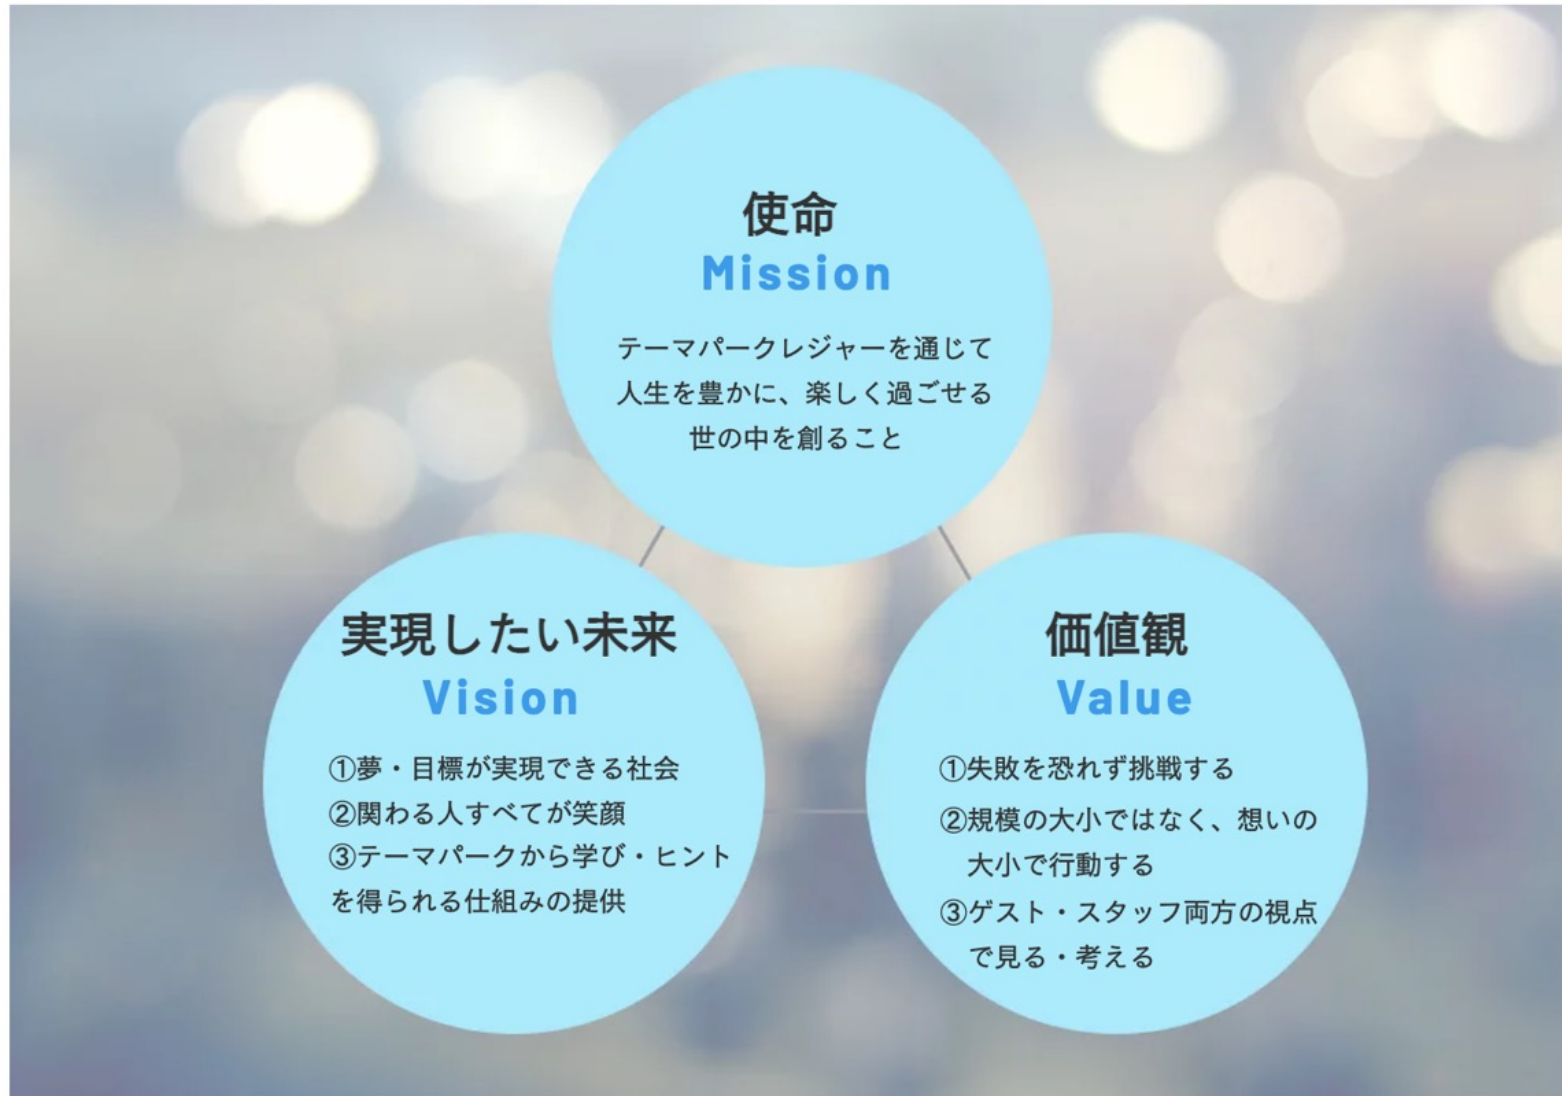 使命
Mission
テーマパークレジャーを通じて
人生を豊かに、楽しく過ごせる
世の中を創ること
実現したい未来
Vision
①夢・目標が実現できる社会
②関わる人すべてが笑顔
③テーマパークから学び・ヒント
を得られる仕組みの提供
価値観
Value
①失敗を恐れず挑戦する
②規模の大小ではなく、想いの
大小で行動する
③ゲスト・スタッフ両方の視点
で見る・考える